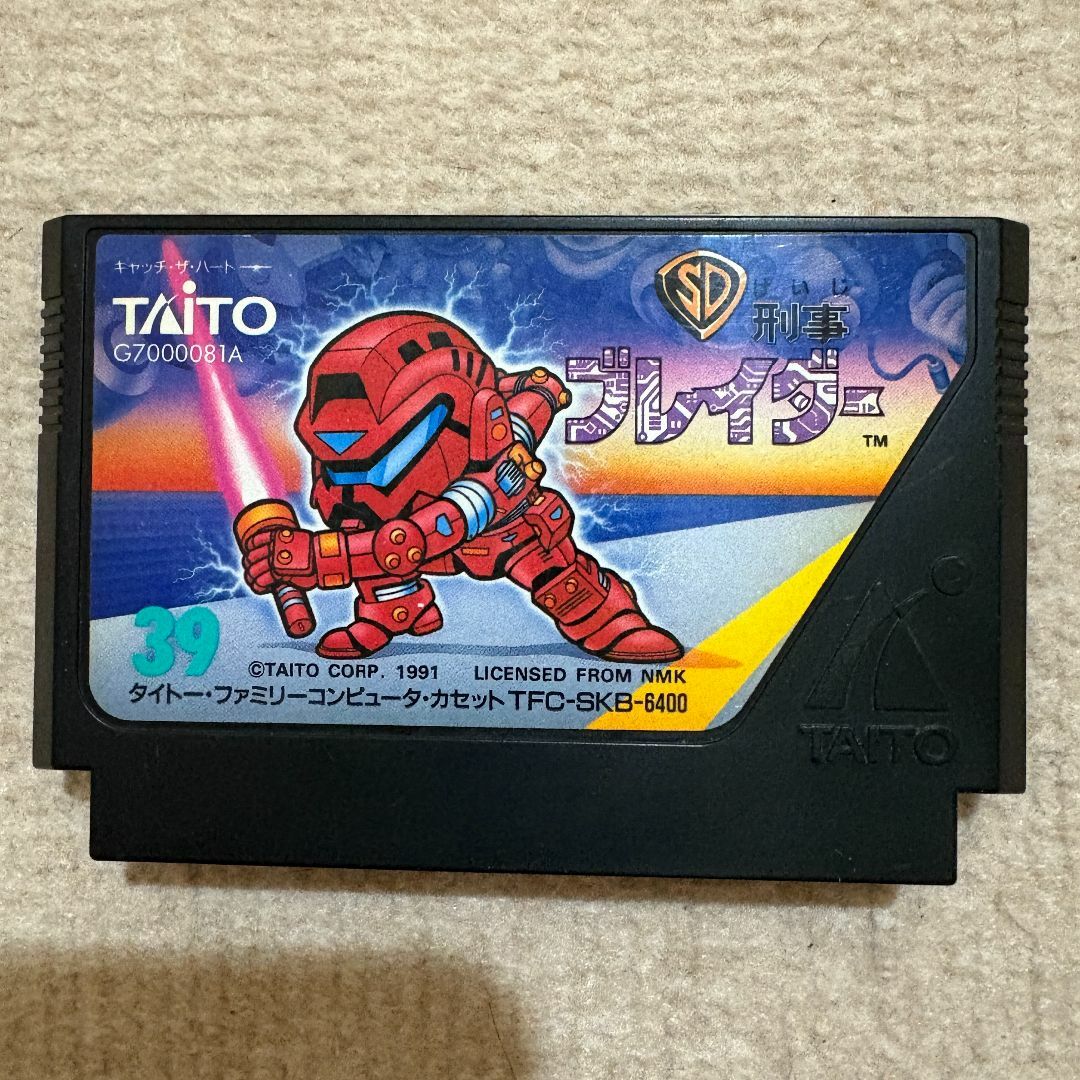 キャッチ・ザ・ハート
TAiTO
G7000081A
SD
けいじ
刑事
ブレイダー
TM
39
©TAITO CORP. 1991 LICENSED FROM NMK
タイトー・ファミリーコンピュータ・カセット TFC-SKB-6400
TAITO